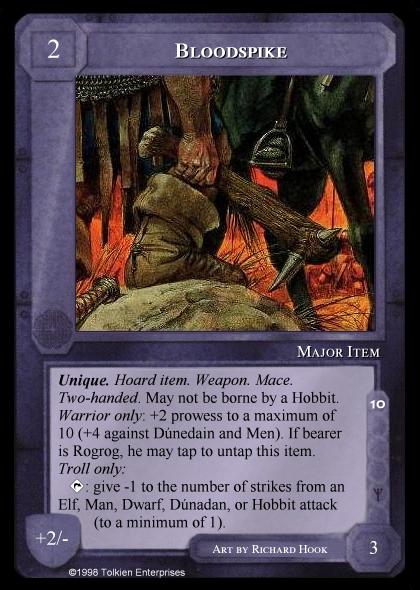 2
BLOODSPIKE
MAJOR ITEM
Unique. Hoard item. Weapon. Mace.
Two-handed. May not be borne by a Hobbit.
Warrior only: +2 prowess to a maximum of
10 (+4 against Dúnedain and Men). If bearer
is Rogrog, he may tap to untap this item.
Troll only:
: give -1 to the number of strikes from an
Elf, Man, Dwarf, Dúnadan, or Hobbit attack
(to a minimum of 1).
10
+2/-
ART BY RICHARD HOOK
3
©1998 Tolkien Enterprises